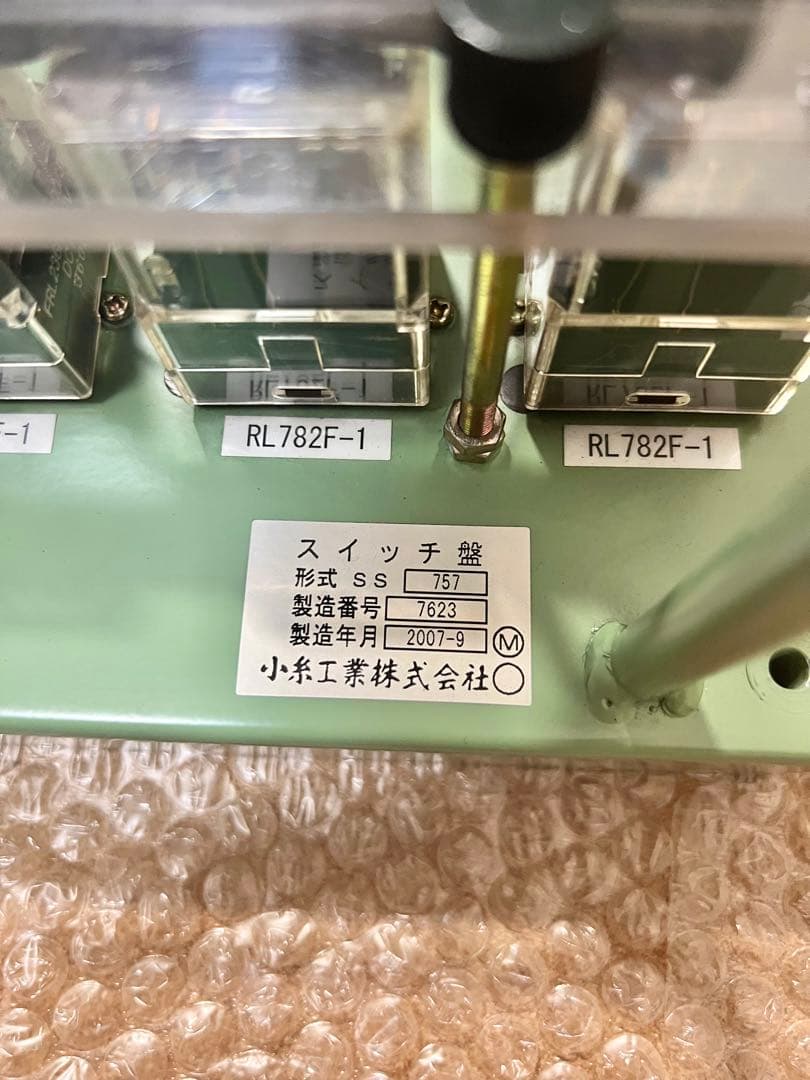 F-1
RL782F-1
RL782F-1
スイッチ盤
形式 SS 757
製造番号 7623
製造年月 2007-9 Ⓜ
小糸工業株式会社○